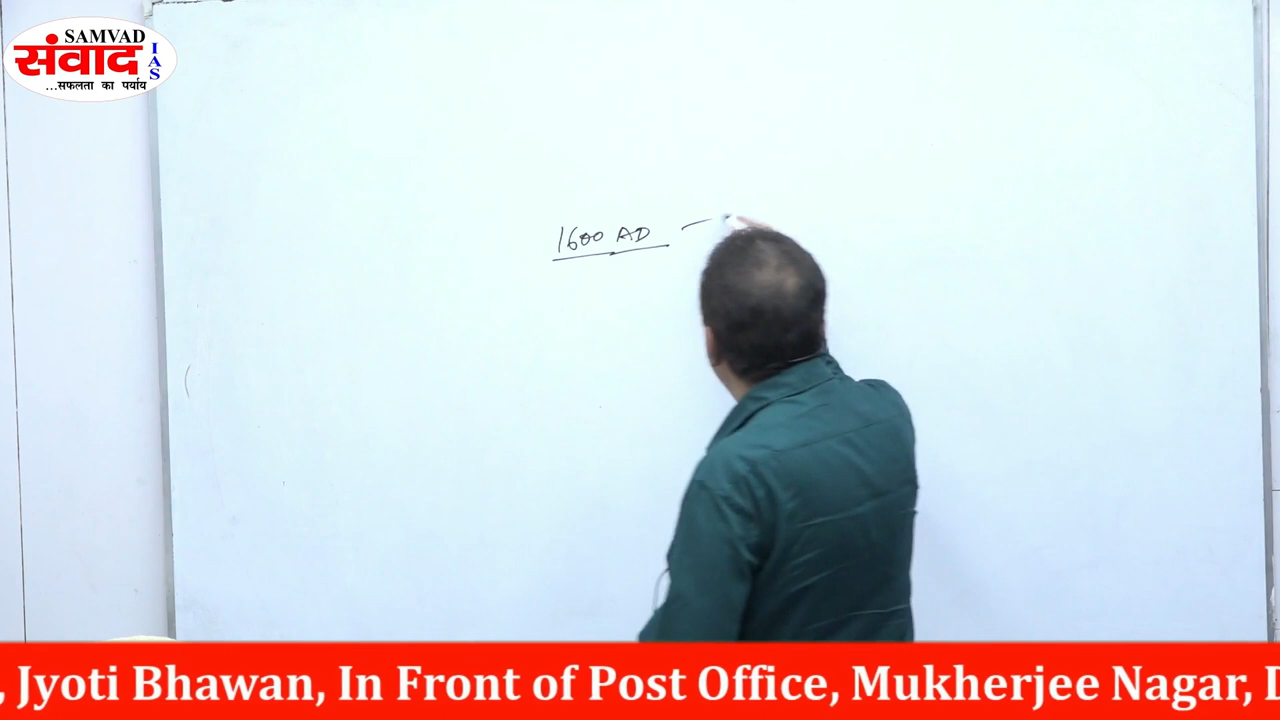 SAMVAD
संवाद
IAS
...सफलता का पर्याय
1600 AD —
, Jyoti Bhawan, In Front of Post Office, Mukherjee Nagar, D